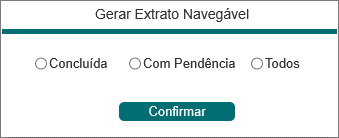 Gerar Extrato Navegável
Concluída Com Pendência Todos
Confirmar